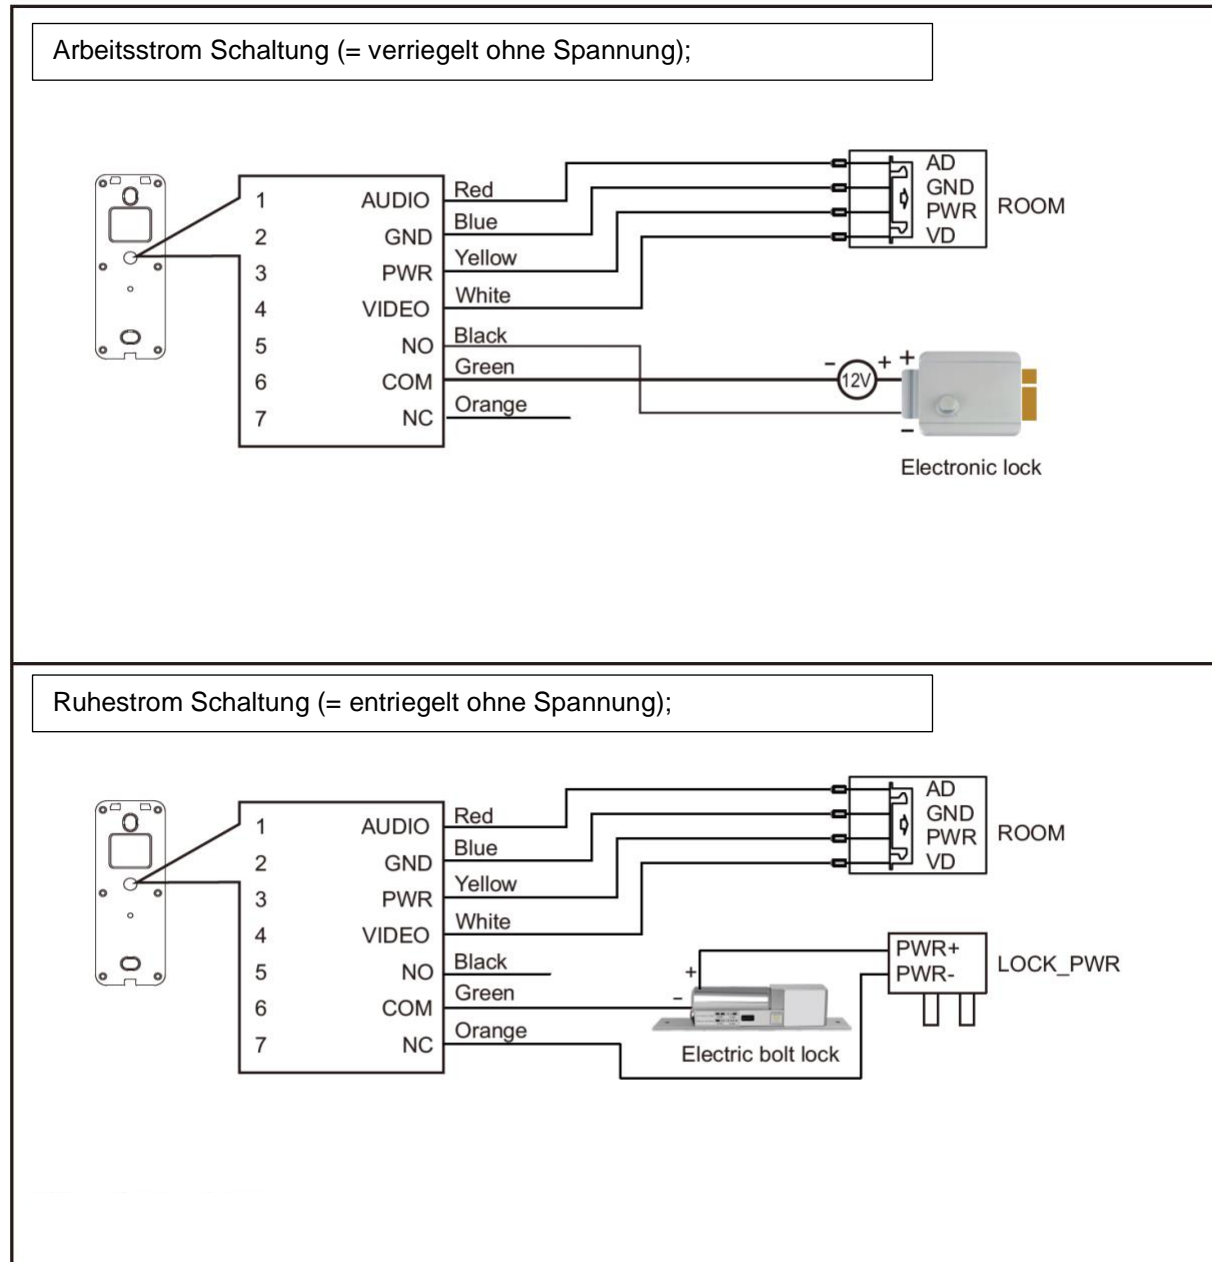 Arbeitsstrom Schaltung (= verriegelt ohne Spannung);
1 AUDIO Red
2 GND Blue
3 PWR Yellow
4 VIDEO White
5 NO Black
6 COM Green
7 NC Orange
AD
GND
PWR
VD
ROOM
- 12V + +
-
Electronic lock
Ruhestrom Schaltung (= entriegelt ohne Spannung);
1 AUDIO Red
2 GND Blue
3 PWR Yellow
4 VIDEO White
5 NO Black
6 COM Green
7 NC Orange
AD
GND
PWR
VD
ROOM
+
-
Electric bolt lock
PWR+
PWR-
LOCK_PWR